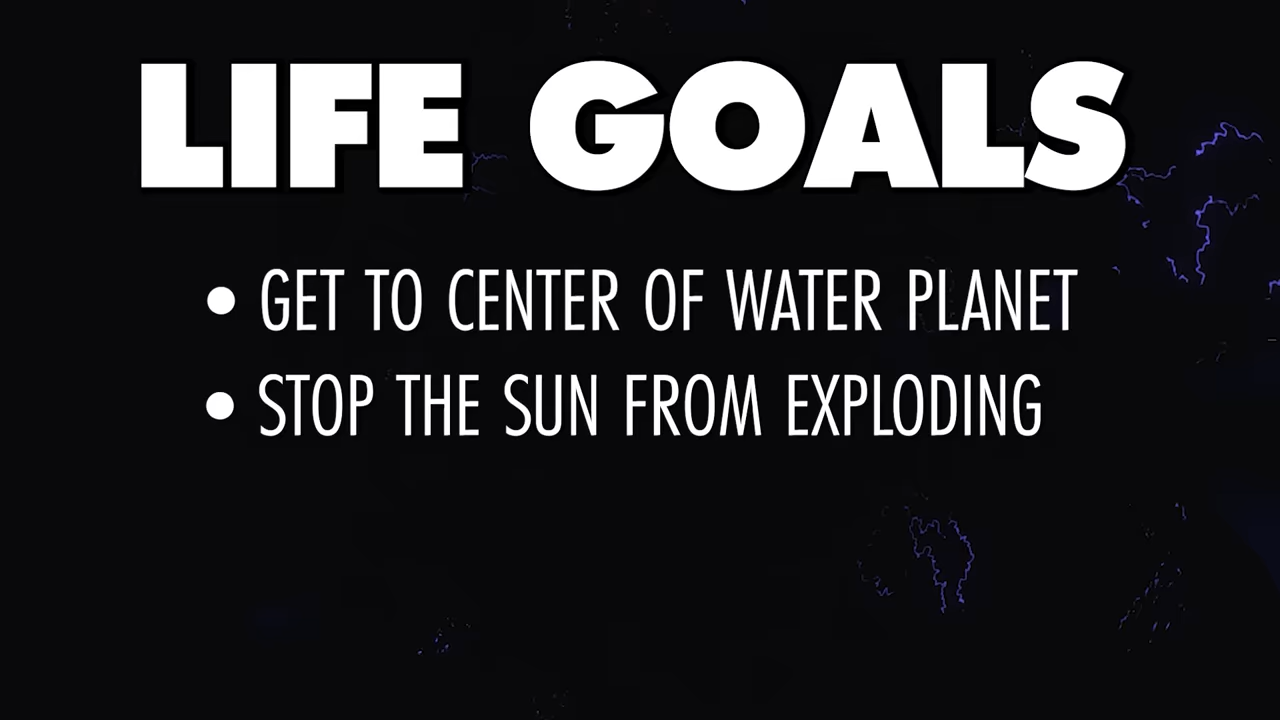 LIFE GOALS
• GET TO CENTER OF WATER PLANET
• STOP THE SUN FROM EXPLODING